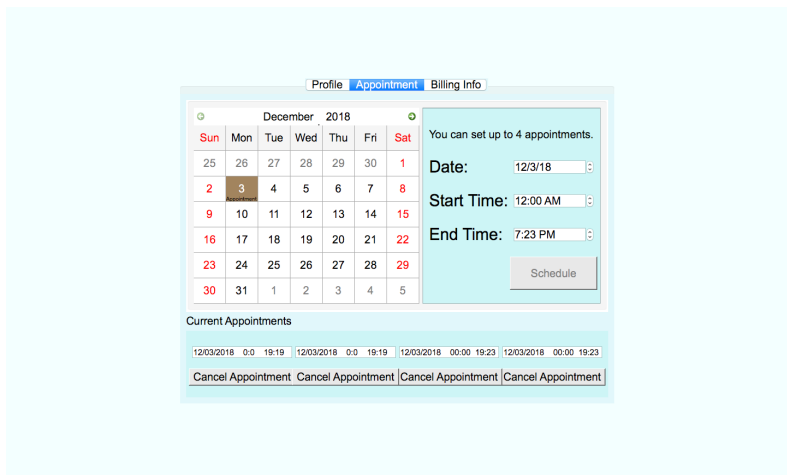 Profile Appointment Billing Info
December 2018
Sun Mon Tue Wed Thu Fri Sat
25 26 27 28 29 30 1
2 3 4 5 6 7 8
Appointment
9 10 11 12 13 14 15
16 17 18 19 20 21 22
23 24 25 26 27 28 29
30 31 1 2 3 4 5
You can set up to 4 appointments.
Date: 12/3/18
Start Time: 12:00 AM
End Time: 7:23 PM
Schedule
Current Appointments
12/03/2018 0:0 19:19 12/03/2018 0:0 19:19 12/03/2018 00:00 19:23 12/03/2018 00:00 19:23
Cancel Appointment Cancel Appointment Cancel Appointment Cancel Appointment